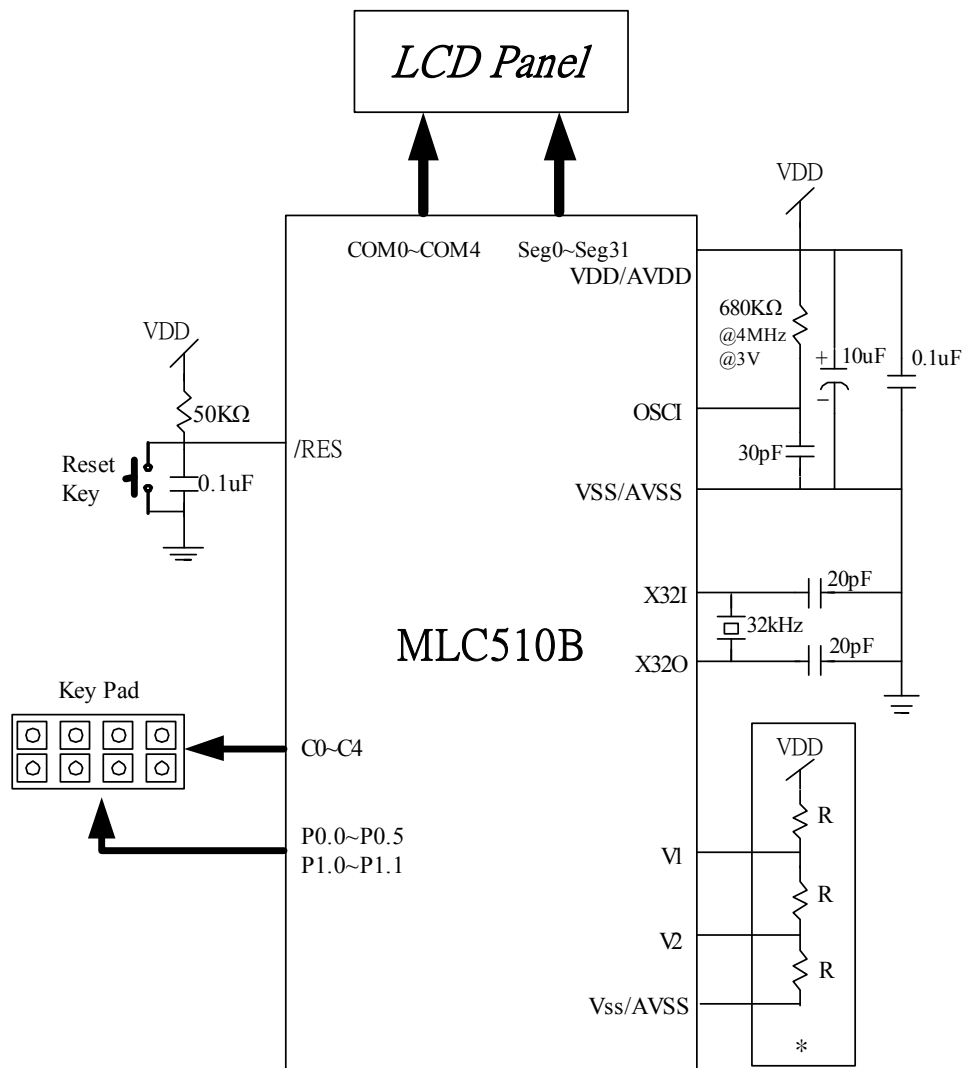 LCD Panel
VDD
COM0~COM4
Seg0~Seg31
VDD/AVDD
680KΩ
@4MHz
@3V
+
10uF
0.1uF
−
VDD
50KΩ
OSCI
/RES
30pF
Reset
Key
0.1uF
VSS/AVSS
20pF
X32I
32kHz
MLC510B
X32O
20pF
Key Pad
C0~C4
VDD
R
P0.0~P0.5
P1.0~P1.1
V1
R
V2
R
Vss/AVSS
*